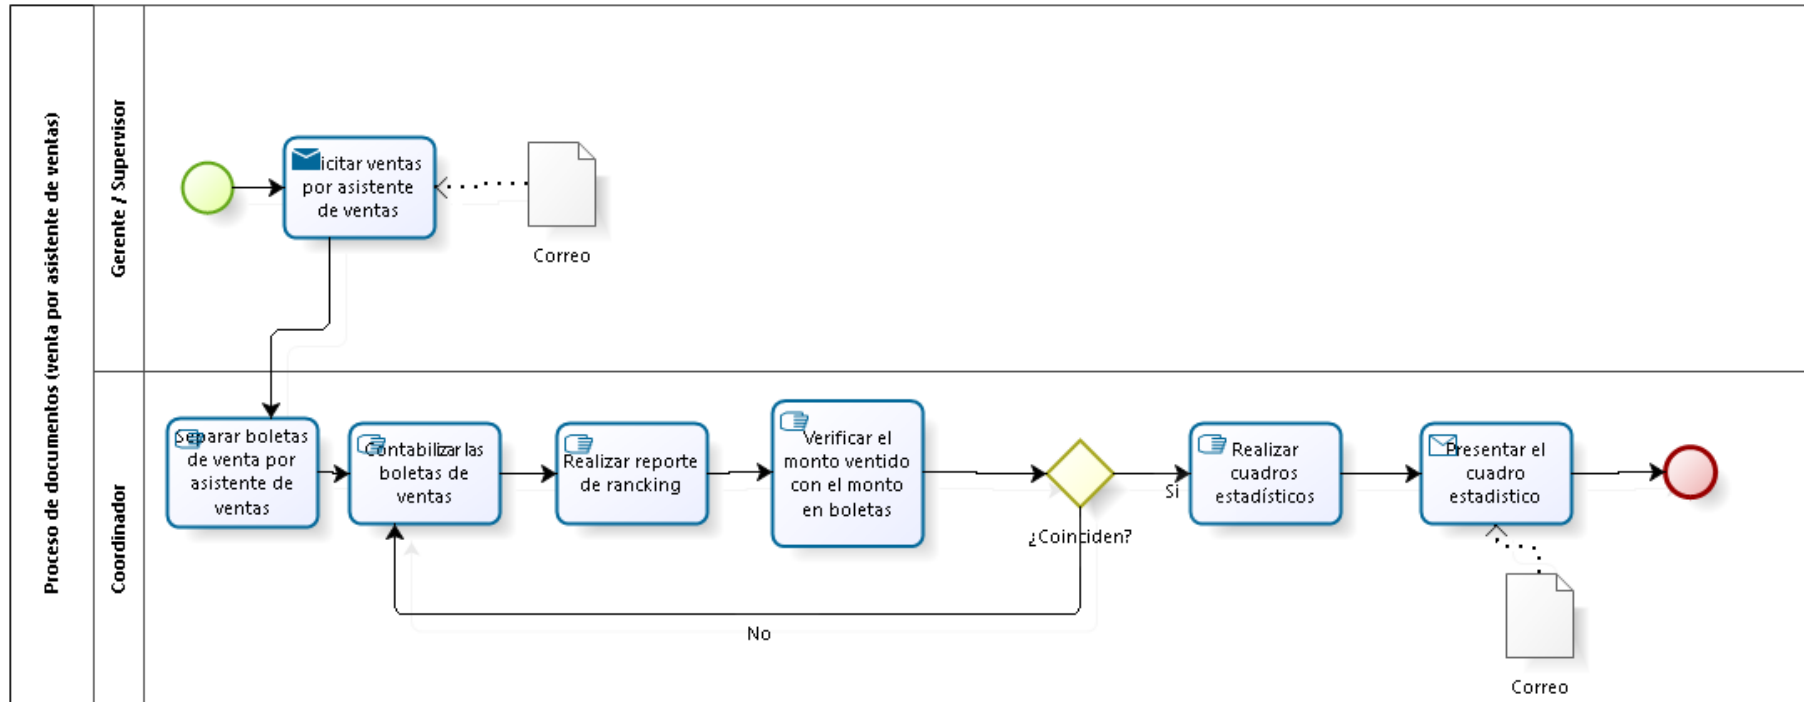 Proceso de documentos (venta por asistente de ventas)
Gerente / Supervisor
icitar ventas
por asistente
de ventas
Correo
Coordinador
Separar boletas
de venta por
asistente de
ventas
Contabilizar las
boletas de
ventas
Realizar reporte
de rancking
Verificar el
monto ventido
con el monto
en boletas
¿Coinciden?
Si
No
Realizar
cuadros
estadísticos
Presentar el
cuadro
estadistico
Correo